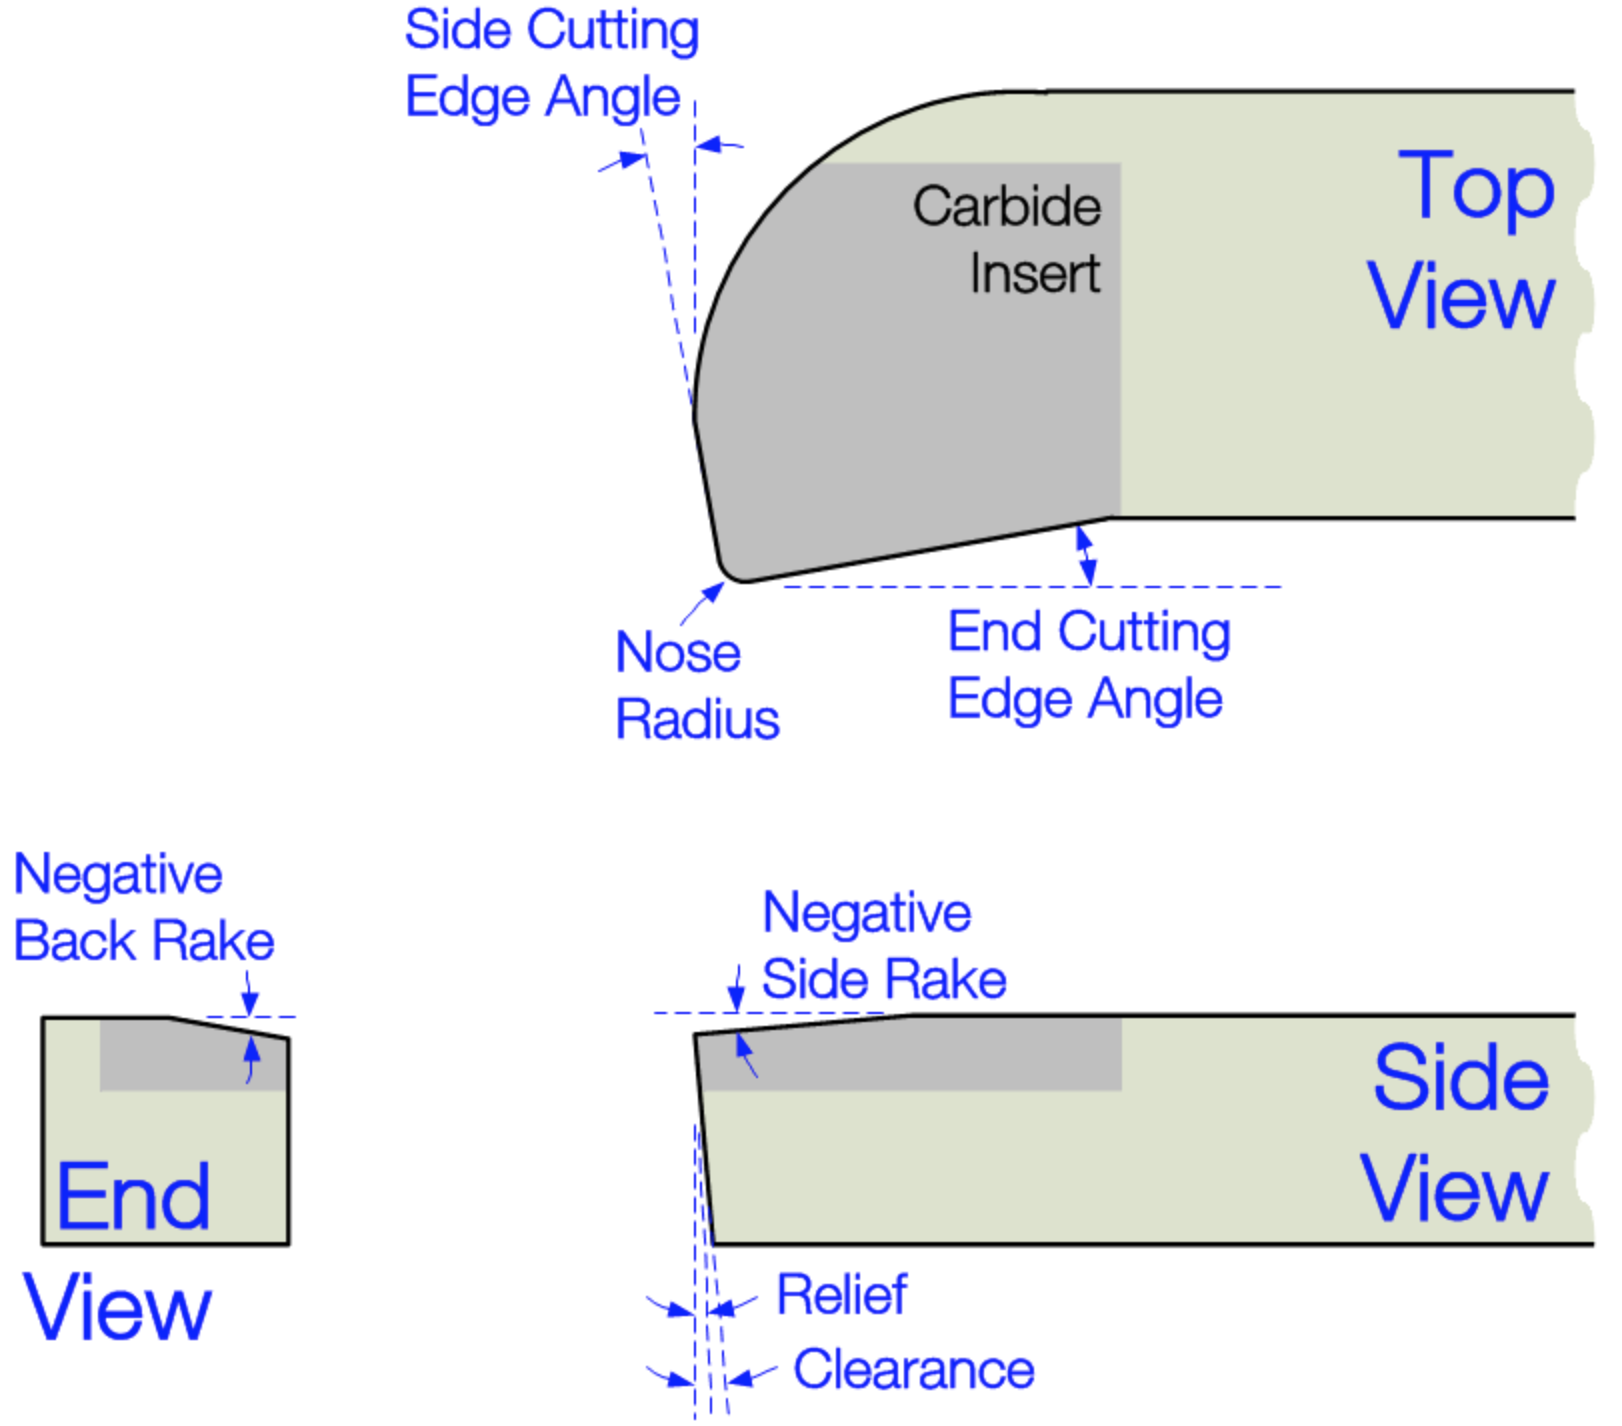 Side Cutting
Edge Angle
Carbide
Insert
Top
View
Nose
Radius
End Cutting
Edge Angle
Negative
Back Rake
Negative
Side Rake
End
View
Side
View
Relief
Clearance